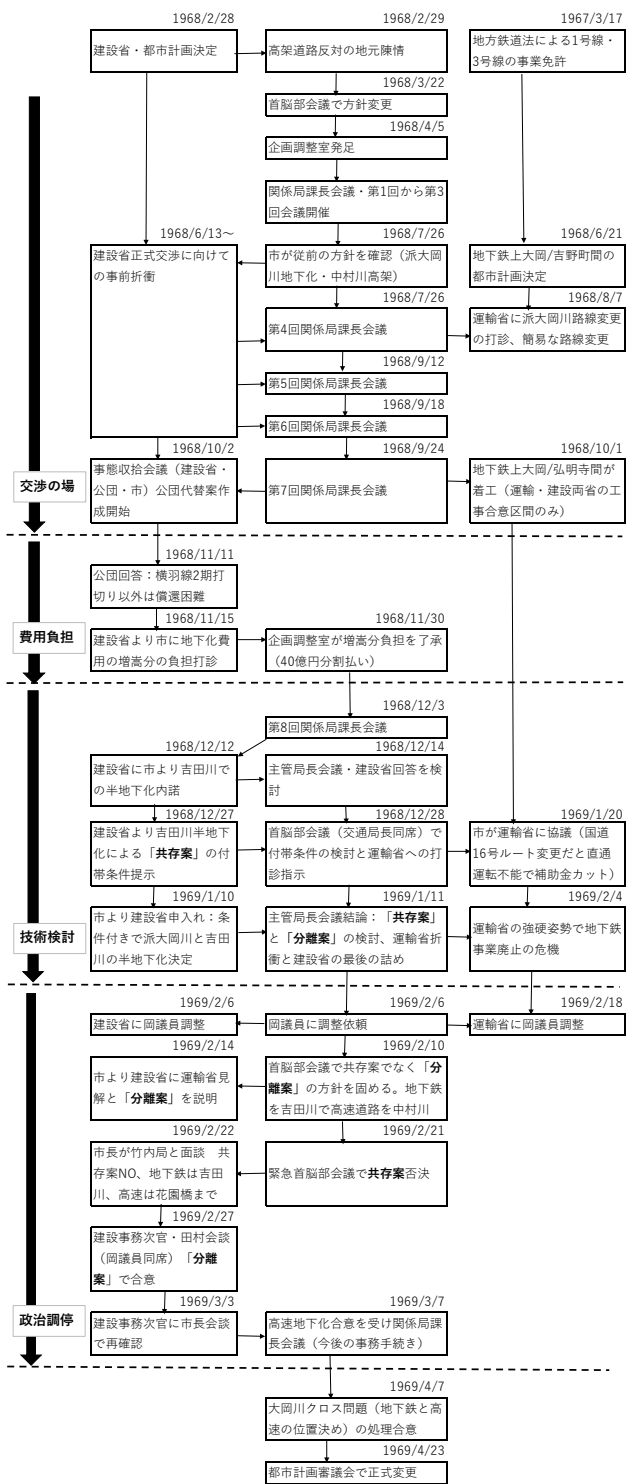 1968/2/28
建設省・都市計画決定
1968/2/29
高架道路反対の地元陳情
1967/3/17
地方鉄道法による1号線・
3号線の事業免許
1968/3/22
首脳部会議で方針変更
1968/4/5
企画調整室発足
関係局課長会議・第1回から第3
回会議開催
1968/6/13～
建設省正式交渉に向けて
の事前折衝
1968/7/26
市が従前の方針を確認（派大岡
川地下化・中村川高架）
1968/6/21
地下鉄上大岡/吉野町間の
都市計画決定
1968/7/26
第4回関係局課長会議
1968/8/7
運輸省に派大岡川路線変更
の打診、簡易な路線変更
1968/9/12
第5回関係局課長会議
1968/9/18
第6回関係局課長会議
交渉の場
1968/10/2
事態収拾会議（建設省・
公団・市）公団代替案作
成開始
1968/9/24
第7回関係局課長会議
1968/10/1
地下鉄上大岡/弘明寺間が
着工（運輸・建設両省の工
事合意区間のみ）
1968/11/11
公団回答：横羽線2期打
切り以外は償還困難
費用負担
1968/11/15
建設省より市に地下化費
用の増嵩分の負担打診
1968/11/30
企画調整室が増嵩分負担を了承
（40億円分割払い）
1968/12/3
第8回関係局課長会議
1968/12/12
建設省に市より吉田川で
の半地下化内諾
1968/12/14
主管局長会議・建設省回答を検
討
1968/12/27
建設省より吉田川半地下
化による「共存案」の付
帯条件提示
1968/12/28
首脳部会議（交通局長同席）で
付帯条件の検討と運輸省への打
診指示
1969/1/20
市が運輸省に協議（国道
16号ルート変更だと直通
運転不能で補助金カット）
技術検討
1969/1/10
市より建設省申入れ：条
件付きで派大岡川と吉田
川の半地下化決定
1969/1/11
主管局長会議結論：「共存案」
と「分離案」の検討、運輸省折
衝と建設省の最後の詰め
1969/2/4
運輸省の強硬姿勢で地下鉄
事業廃止の危機
1969/2/6
建設省に岡議員調整
1969/2/6
岡議員に調整依頼
1969/2/18
運輸省に岡議員調整
1969/2/14
市より建設省に運輸省見
解と「分離案」を説明
1969/2/10
首脳部会議で共存案でなく「分
離案」の方針を固める。地下鉄
を吉田川で高速道路を中村川
1969/2/22
市長が竹内局と面談　共
存案NO、地下鉄は吉田
川、高速は花園橋まで
1969/2/21
緊急首脳部会議で共存案否決
1969/2/27
建設事務次官・田村会談
（岡議員同席）「分離
案」で合意
政治調停
1969/3/3
建設事務次官に市長会談
で再確認
1969/3/7
高速地下化合意を受け関係局課
長会議（今後の事務手続き）
1969/4/7
大岡川クロス問題（地下鉄と高
速の位置決め）の処理合意
1969/4/23
都市計画審議会で正式変更